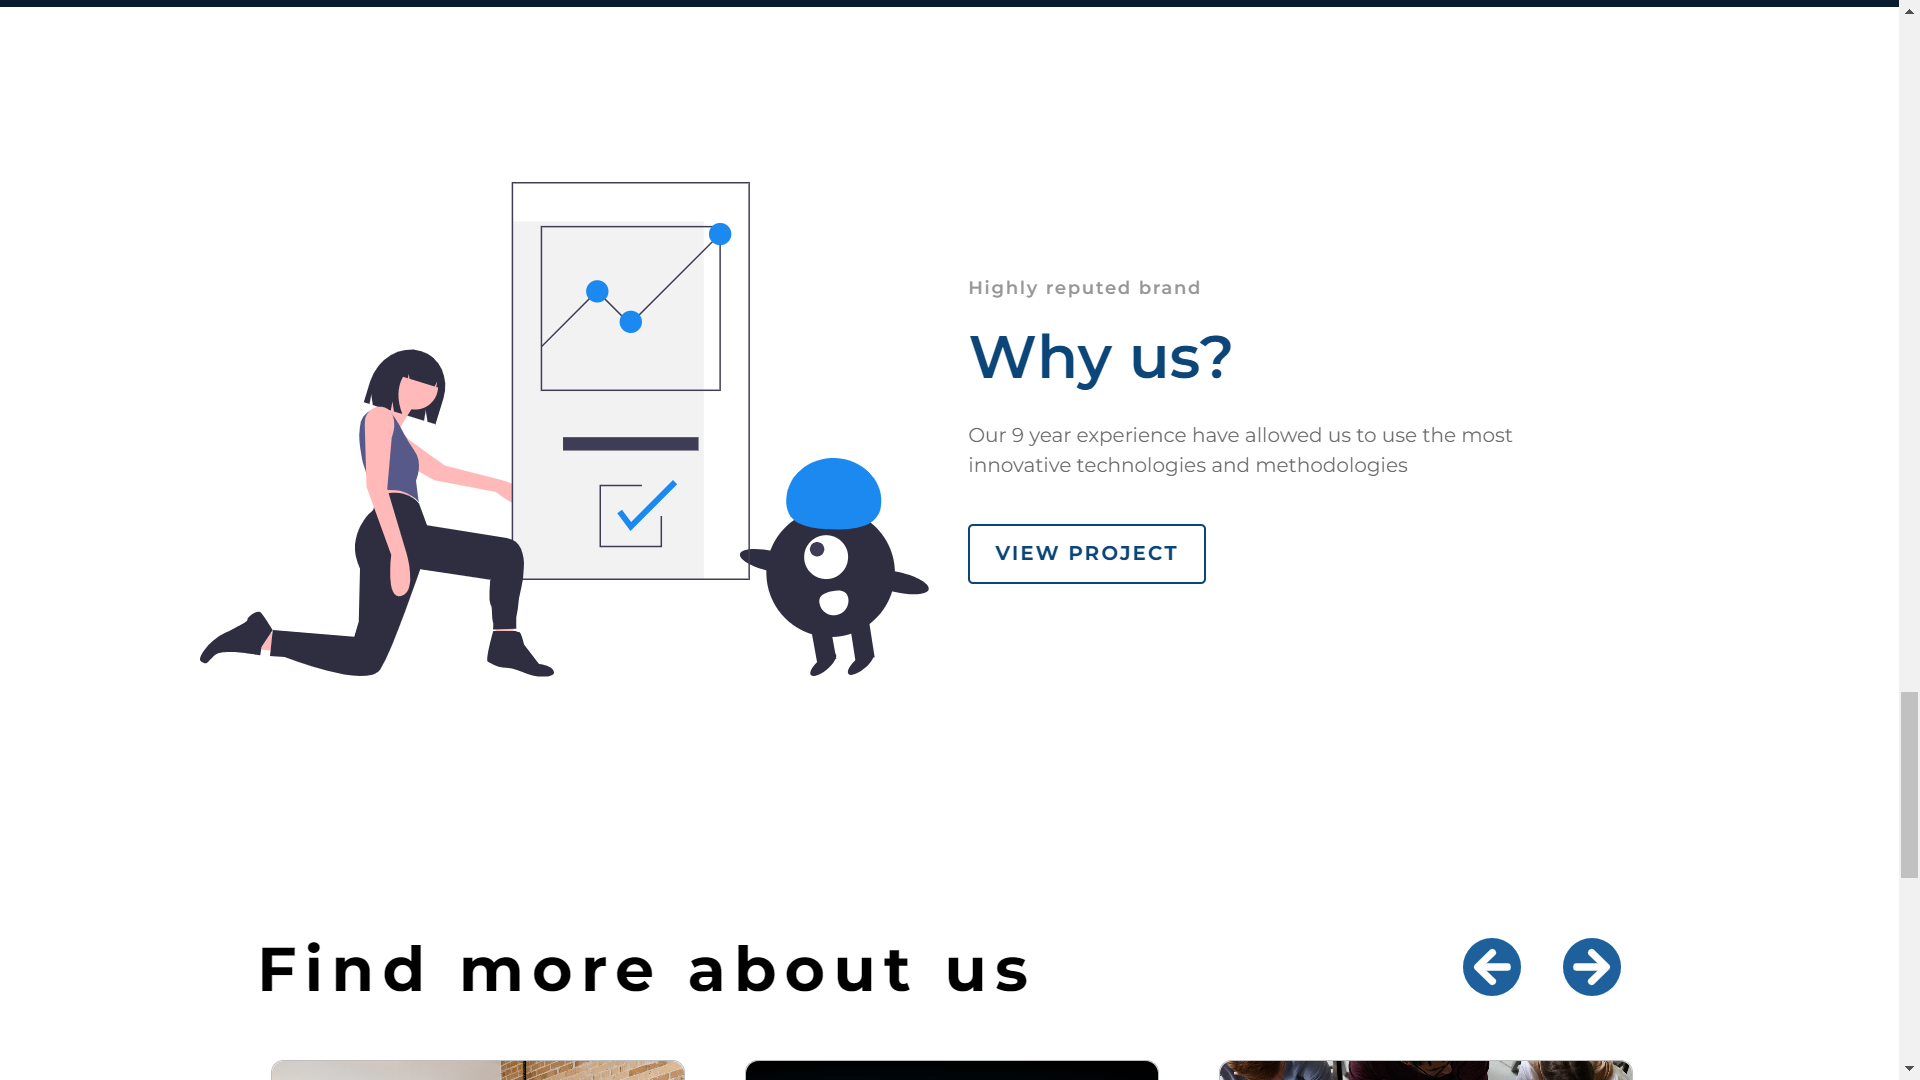 Highly reputed brand
Why us?
Our 9 year experience have allowed us to use the most
innovative technologies and methodologies
VIEW PROJECT
Find more about us